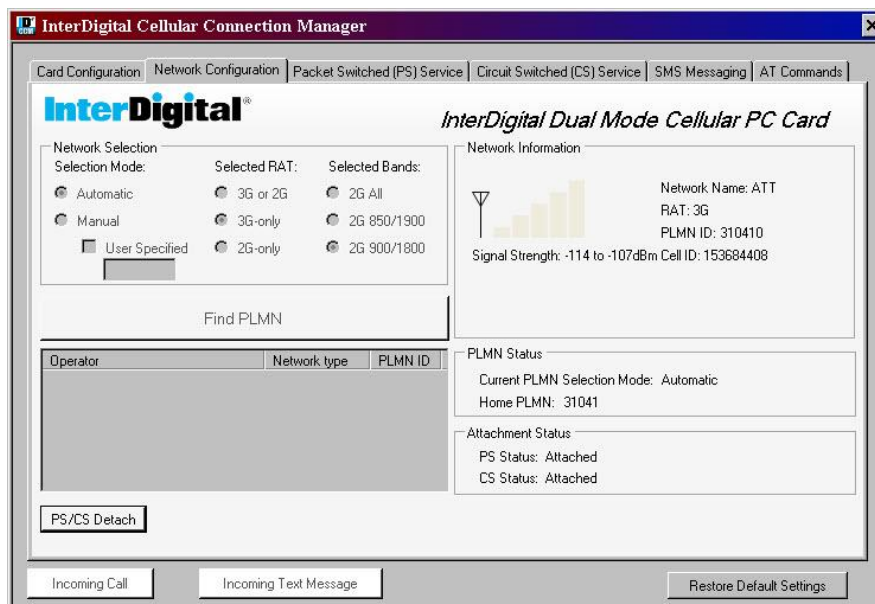 InterDigital Cellular Connection Manager
Card Configuration
Network Configuration
Packet Switched (PS) Service
Circuit Switched (CS) Service
SMS Messaging
AT Commands
InterDigital®
InterDigital Dual Mode Cellular PC Card
Network Selection
Selection Mode:
Selected RAT:
Selected Bands:
Automatic
3G or 2G
2G All
Manual
3G-only
2G 850/1900
User Specified
2G-only
2G 900/1800
Network Information
Network Name: ATT
RAT: 3G
PLMN ID: 310410
Signal Strength: -114 to -107dBm Cell ID: 153684408
Find PLMN
Operator
Network type
PLMN ID
PLMN Status
Current PLMN Selection Mode: Automatic
Home PLMN: 31041
Attachment Status
PS Status: Attached
CS Status: Attached
PS/CS Detach
Incoming Call
Incoming Text Message
Restore Default Settings